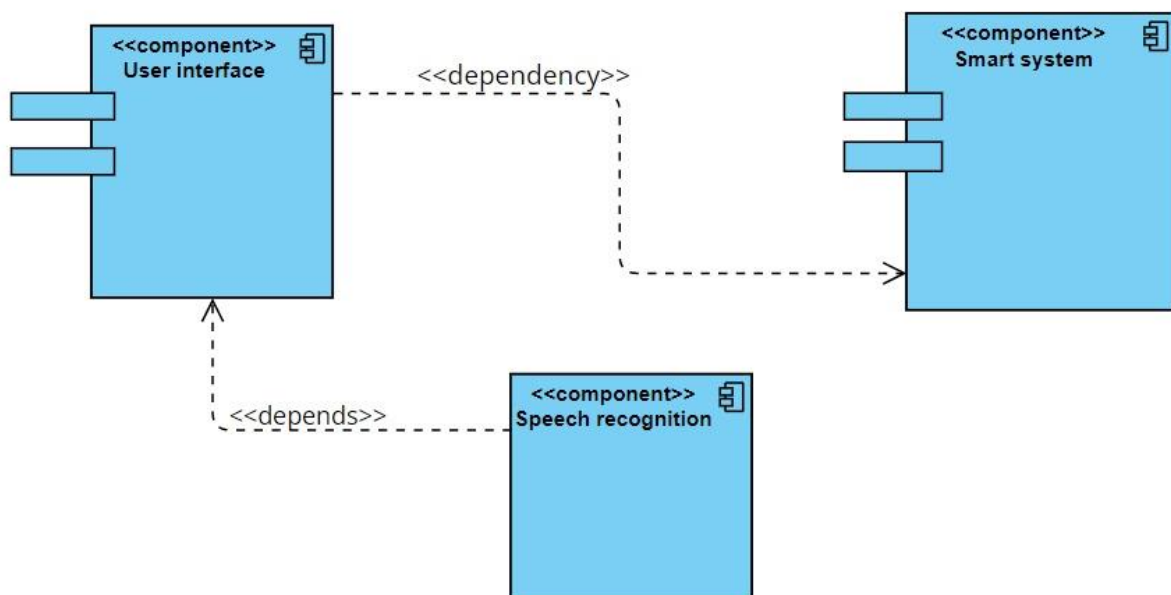 <<component>>
User interface
<<dependency>>
<<component>>
Smart system
<<depends>>
<<component>>
Speech recognition